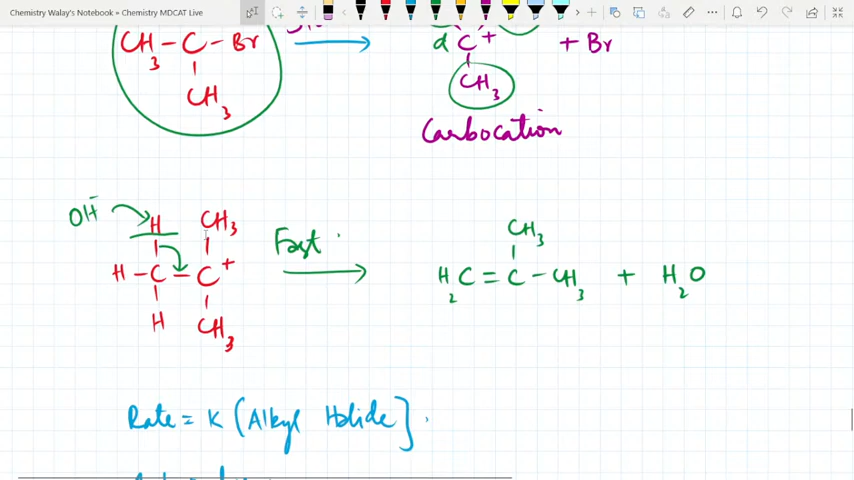 Chemistry Walay's Notebook » Chemistry MDCAT Live
CH3 – C – Br
CH3
C+ + Br
CH3
Carbocation
OH-
H CH3
Fast
H – C – C+
H CH3
CH3
H2C = C – CH3 + H2O
Rate = K (Alkyl Halide]